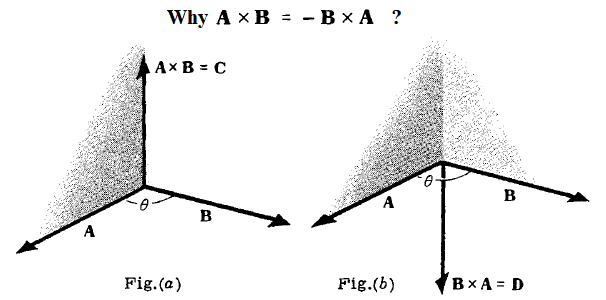 Why A × B = - B × A ?
A × B = C
θ
A
B
Fig.(a)
θ
A
B
B × A = D
Fig.(b)